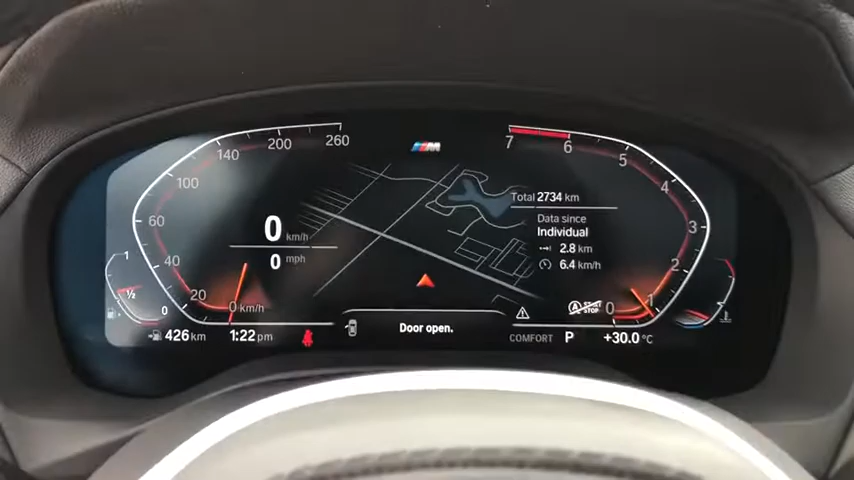 260
200
140
100
60
40
20
0 km/h
0 km/h
0 mph
M
7
6
5
4
3
2
1
0
Total 2734 km
Data since
Individual
2.8 km
6.4 km/h
1
½
0
426 km
1:22 pm
Door open.
A START STOP
COMFORT P +30.0 °C